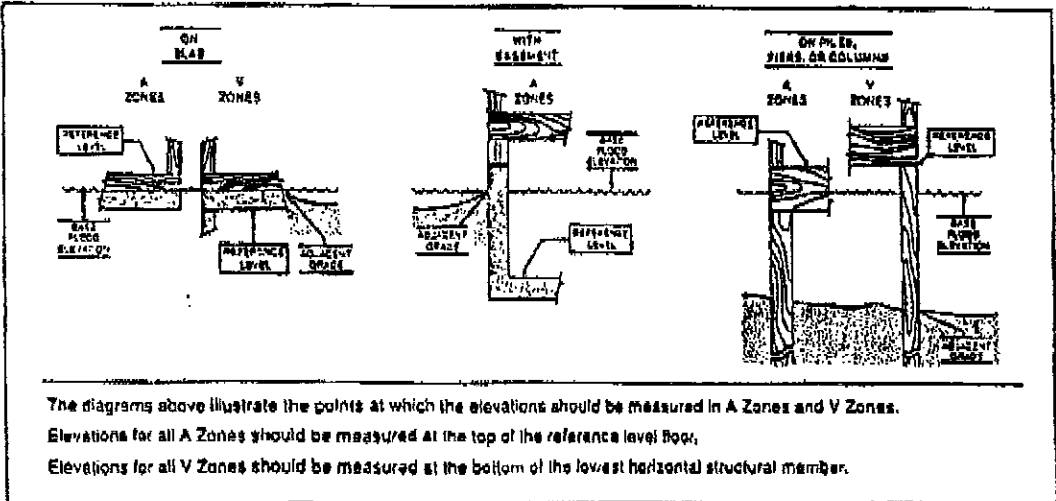 ON
SLAB
A
ZONES
V
ZONES
REFERENCE
LEVEL
BASE
FLOOD
ELEVATION
REFERENCE
LEVEL
ADJACENT
GRADE
WITH
BASEMENT
A
ZONES
BASE
FLOOD
ELEVATION
ADJACENT
GRADE
REFERENCE
LEVEL
ON PILES,
PIERS, OR COLUMNS
A
ZONES
V
ZONES
REFERENCE
LEVEL
REFERENCE
LEVEL
BASE
FLOOD
ELEVATION
ADJACENT
GRADE
The diagrams above illustrate the points at which the elevations should be measured in A Zones and V Zones.
Elevations for all A Zones should be measured at the top of the reference level floor.
Elevations for all V Zones should be measured at the bottom of the lowest horizontal structural member.